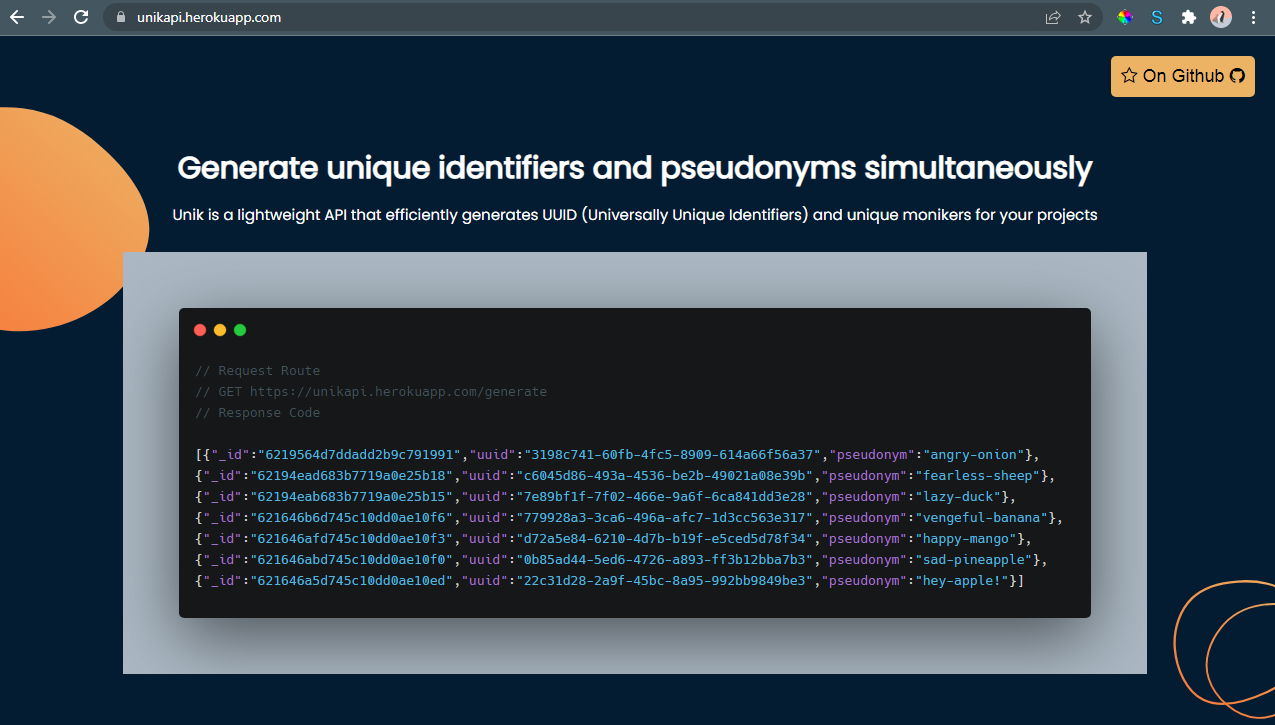 unikapi.herokuapp.com
On Github
Generate unique identifiers and pseudonyms simultaneously
Unik is a lightweight API that efficiently generates UUID (Universally Unique Identifiers) and unique monikers for your projects
// Request Route
// GET https://unikapi.herokuapp.com/generate
// Response Code
[{"_id":"6219564d7ddadd2b9c791991","uuid":"3198c741-60fb-4fc5-8909-614a66f56a37","pseudonym":"angry-onion"},
{"_id":"62194ead683b7719a0e25b18","uuid":"c6045d86-493a-4536-be2b-49021a08e39b","pseudonym":"fearless-sheep"},
{"_id":"62194eab683b7719a0e25b15","uuid":"7e89bf1f-7f02-466e-9a6f-6ca841dd3e28","pseudonym":"lazy-duck"},
{"_id":"621646b6d745c10dd0ae10f6","uuid":"779928a3-3ca6-496a-afc7-1d3cc563e317","pseudonym":"vengeful-banana"},
{"_id":"621646afd745c10dd0ae10f3","uuid":"d72a5e84-6210-4d7b-b19f-e5ced5d78f34","pseudonym":"happy-mango"},
{"_id":"621646abd745c10dd0ae10f0","uuid":"0b85ad44-5ed6-4726-a893-ff3b12bba7b3","pseudonym":"sad-pineapple"},
{"_id":"621646a5d745c10dd0ae10ed","uuid":"22c31d28-2a9f-45bc-8a95-992bb9849be3","pseudonym":"hey-apple!"}]